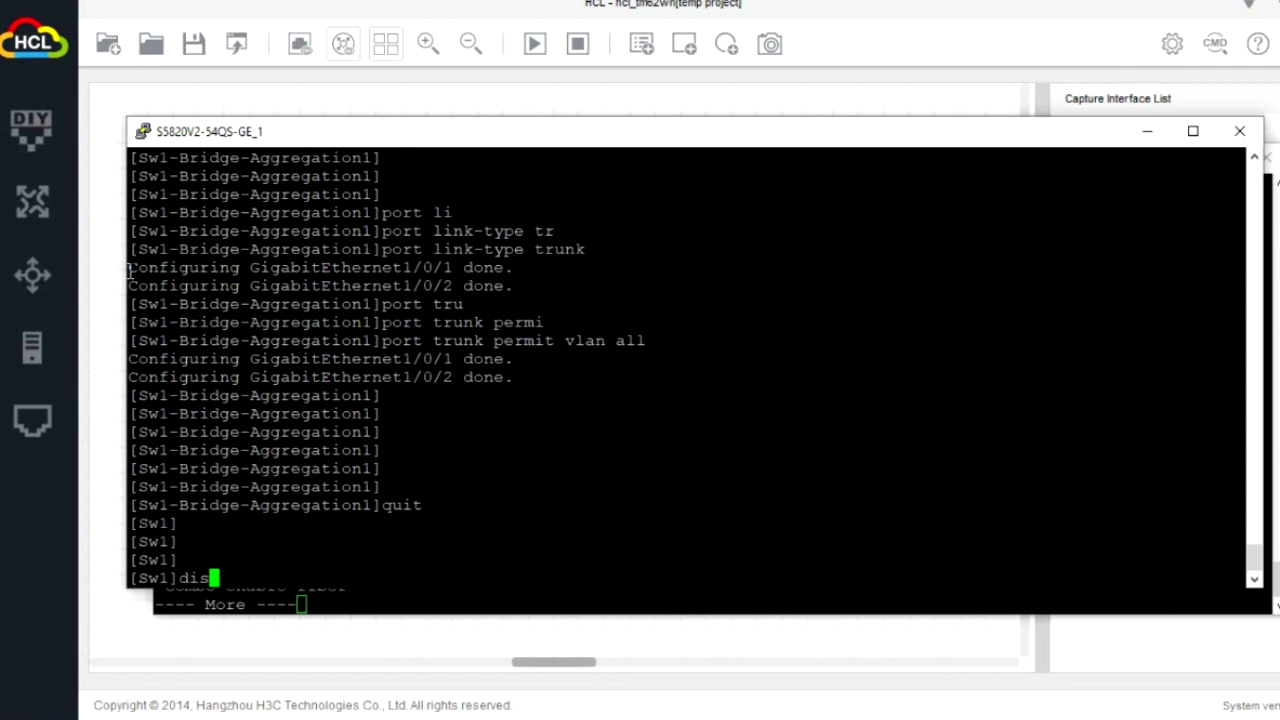 HCL - hcl_tm62wn[temp project]
HCL
CMD
DIY
Capture Interface List
S5820V2-54QS-GE_1
[Sw1-Bridge-Aggregation1]
[Sw1-Bridge-Aggregation1]
[Sw1-Bridge-Aggregation1]
[Sw1-Bridge-Aggregation1]port li
[Sw1-Bridge-Aggregation1]port link-type tr
[Sw1-Bridge-Aggregation1]port link-type trunk
Configuring GigabitEthernet1/0/1 done.
Configuring GigabitEthernet1/0/2 done.
[Sw1-Bridge-Aggregation1]port tru
[Sw1-Bridge-Aggregation1]port trunk permi
[Sw1-Bridge-Aggregation1]port trunk permit vlan all
Configuring GigabitEthernet1/0/1 done.
Configuring GigabitEthernet1/0/2 done.
[Sw1-Bridge-Aggregation1]
[Sw1-Bridge-Aggregation1]
[Sw1-Bridge-Aggregation1]
[Sw1-Bridge-Aggregation1]
[Sw1-Bridge-Aggregation1]
[Sw1-Bridge-Aggregation1]
[Sw1-Bridge-Aggregation1]quit
[Sw1]
[Sw1]
[Sw1]
[Sw1]dis
---- More ----
Copyright © 2014, Hangzhou H3C Technologies Co., Ltd. All rights reserved.
System ver